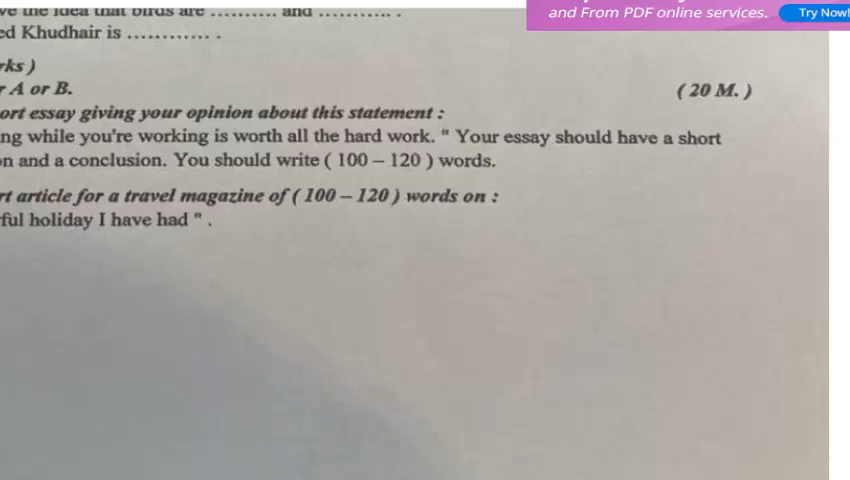 and From PDF online services.
Try Now!
ve the idea that birds are .......... and ............ .
ed Khudhair is ............ .
rks )
r A or B. ( 20 M. )
ort essay giving your opinion about this statement :
ng while you're working is worth all the hard work. " Your essay should have a short
on and a conclusion. You should write ( 100 – 120 ) words.
rt article for a travel magazine of ( 100 – 120 ) words on :
ful holiday I have had " .